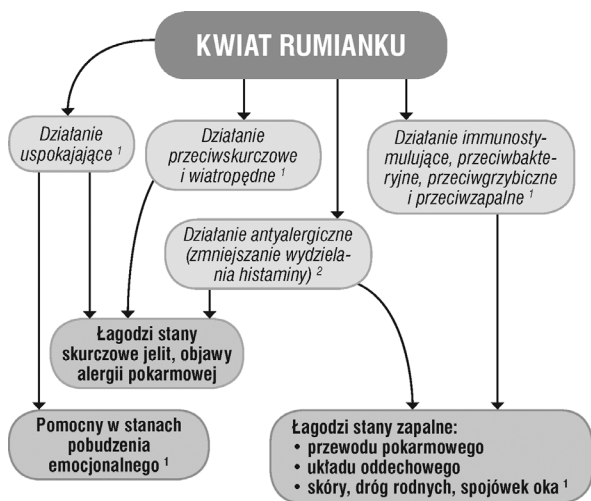 KWIAT RUMIANKU
Działanie
uspokajające ¹
Działanie
przeciwskurczowe
i wiatropędne ¹
Działanie immunosty-
mulujące, przeciwbakte-
ryjne, przeciwgrzybiczne
i przeciwzapalne ¹
Działanie antyalergiczne
(zmniejszanie wydziela-
nia histaminy) ²
Łagodzi stany
skurczowe jelit, objawy
alergii pokarmowej
Pomocny w stanach
pobudzenia
emocjonalnego ¹
Łagodzi stany zapalne:
• przewodu pokarmowego
• układu oddechowego
• skóry, dróg rodnych, spojówek oka ¹